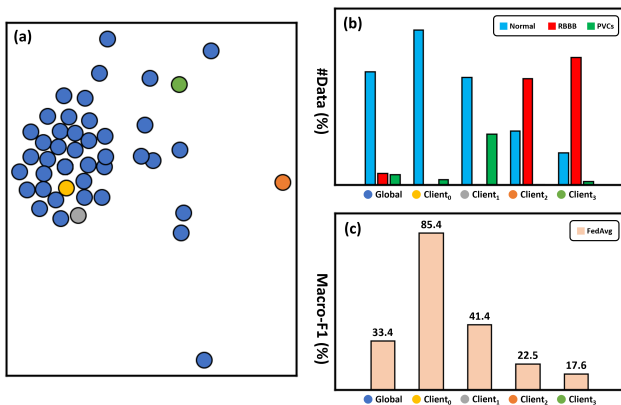 (a)
(b)
Normal RBBB PVCs
#Data (%)
Global Client₀ Client₁ Client₂ Client₃
(c)
FedAvg
Macro-F1 (%)
33.4 85.4 41.4 22.5 17.6
Global Client₀ Client₁ Client₂ Client₃